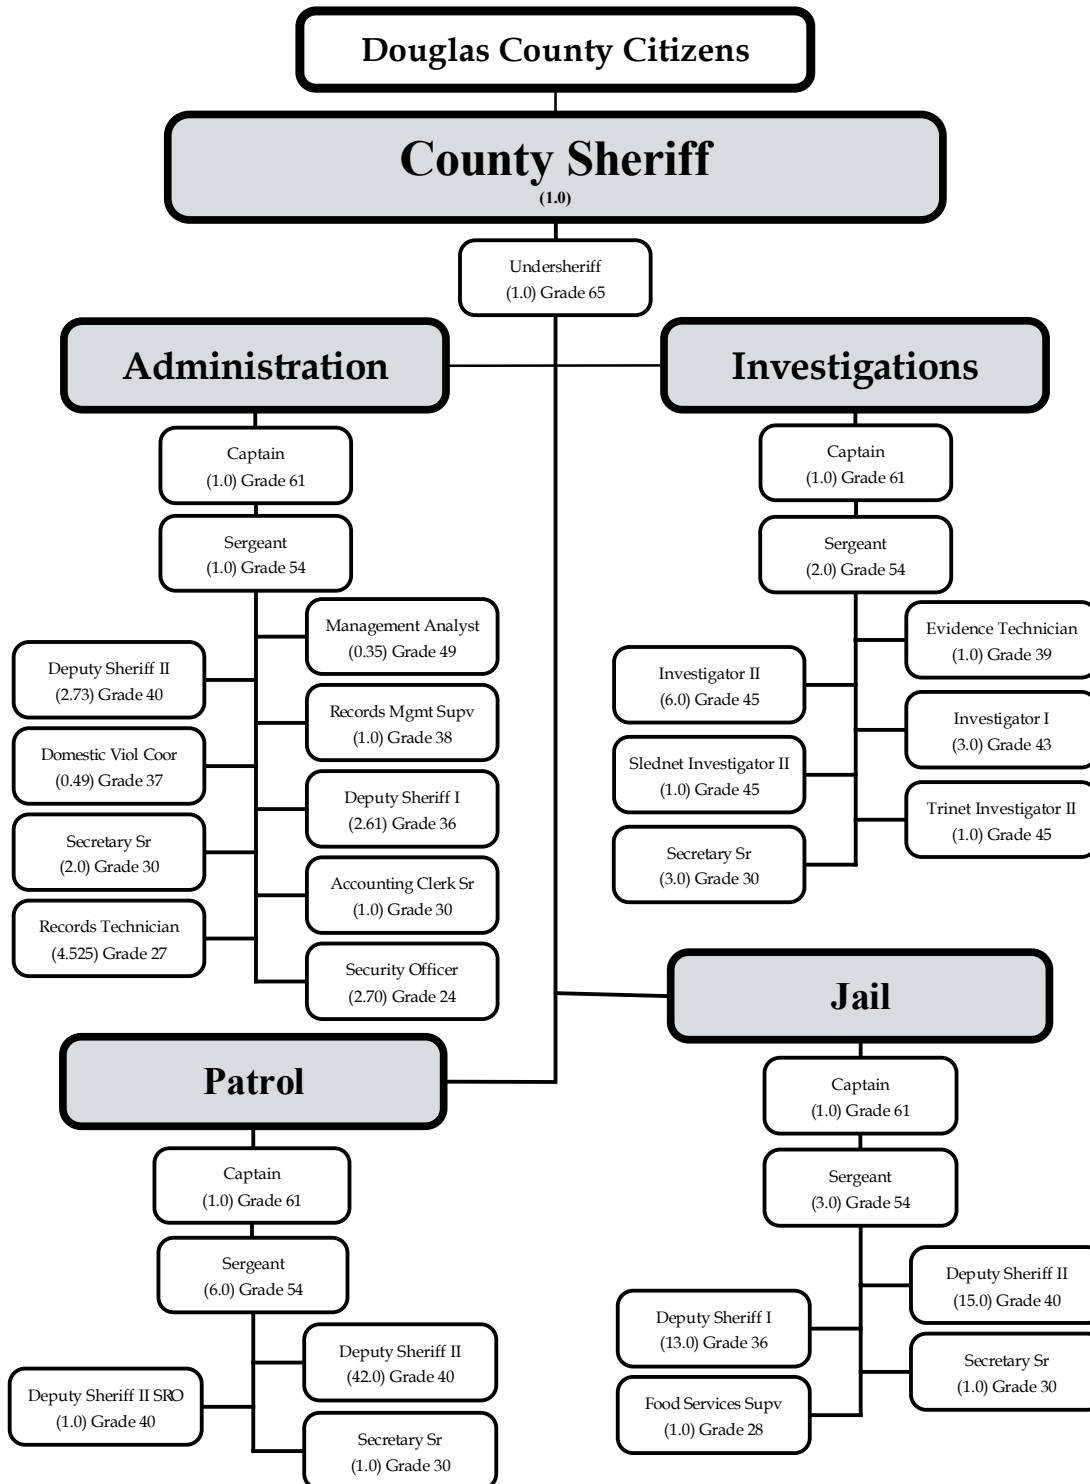 Douglas County Citizens
County Sheriff
(1.0)
Undersheriff
(1.0) Grade 65
Administration
Captain
(1.0) Grade 61
Sergeant
(1.0) Grade 54
Management Analyst
(0.35) Grade 49
Deputy Sheriff II
(2.73) Grade 40
Records Mgmt Supv
(1.0) Grade 38
Domestic Viol Coor
(0.49) Grade 37
Deputy Sheriff I
(2.61) Grade 36
Secretary Sr
(2.0) Grade 30
Accounting Clerk Sr
(1.0) Grade 30
Records Technician
(4.525) Grade 27
Security Officer
(2.70) Grade 24
Investigations
Captain
(1.0) Grade 61
Sergeant
(2.0) Grade 54
Evidence Technician
(1.0) Grade 39
Investigator II
(6.0) Grade 45
Investigator I
(3.0) Grade 43
Slednet Investigator II
(1.0) Grade 45
Trinet Investigator II
(1.0) Grade 45
Secretary Sr
(3.0) Grade 30
Patrol
Captain
(1.0) Grade 61
Sergeant
(6.0) Grade 54
Deputy Sheriff II
(42.0) Grade 40
Deputy Sheriff II SRO
(1.0) Grade 40
Secretary Sr
(1.0) Grade 30
Jail
Captain
(1.0) Grade 61
Sergeant
(3.0) Grade 54
Deputy Sheriff II
(15.0) Grade 40
Deputy Sheriff I
(13.0) Grade 36
Secretary Sr
(1.0) Grade 30
Food Services Supv
(1.0) Grade 28